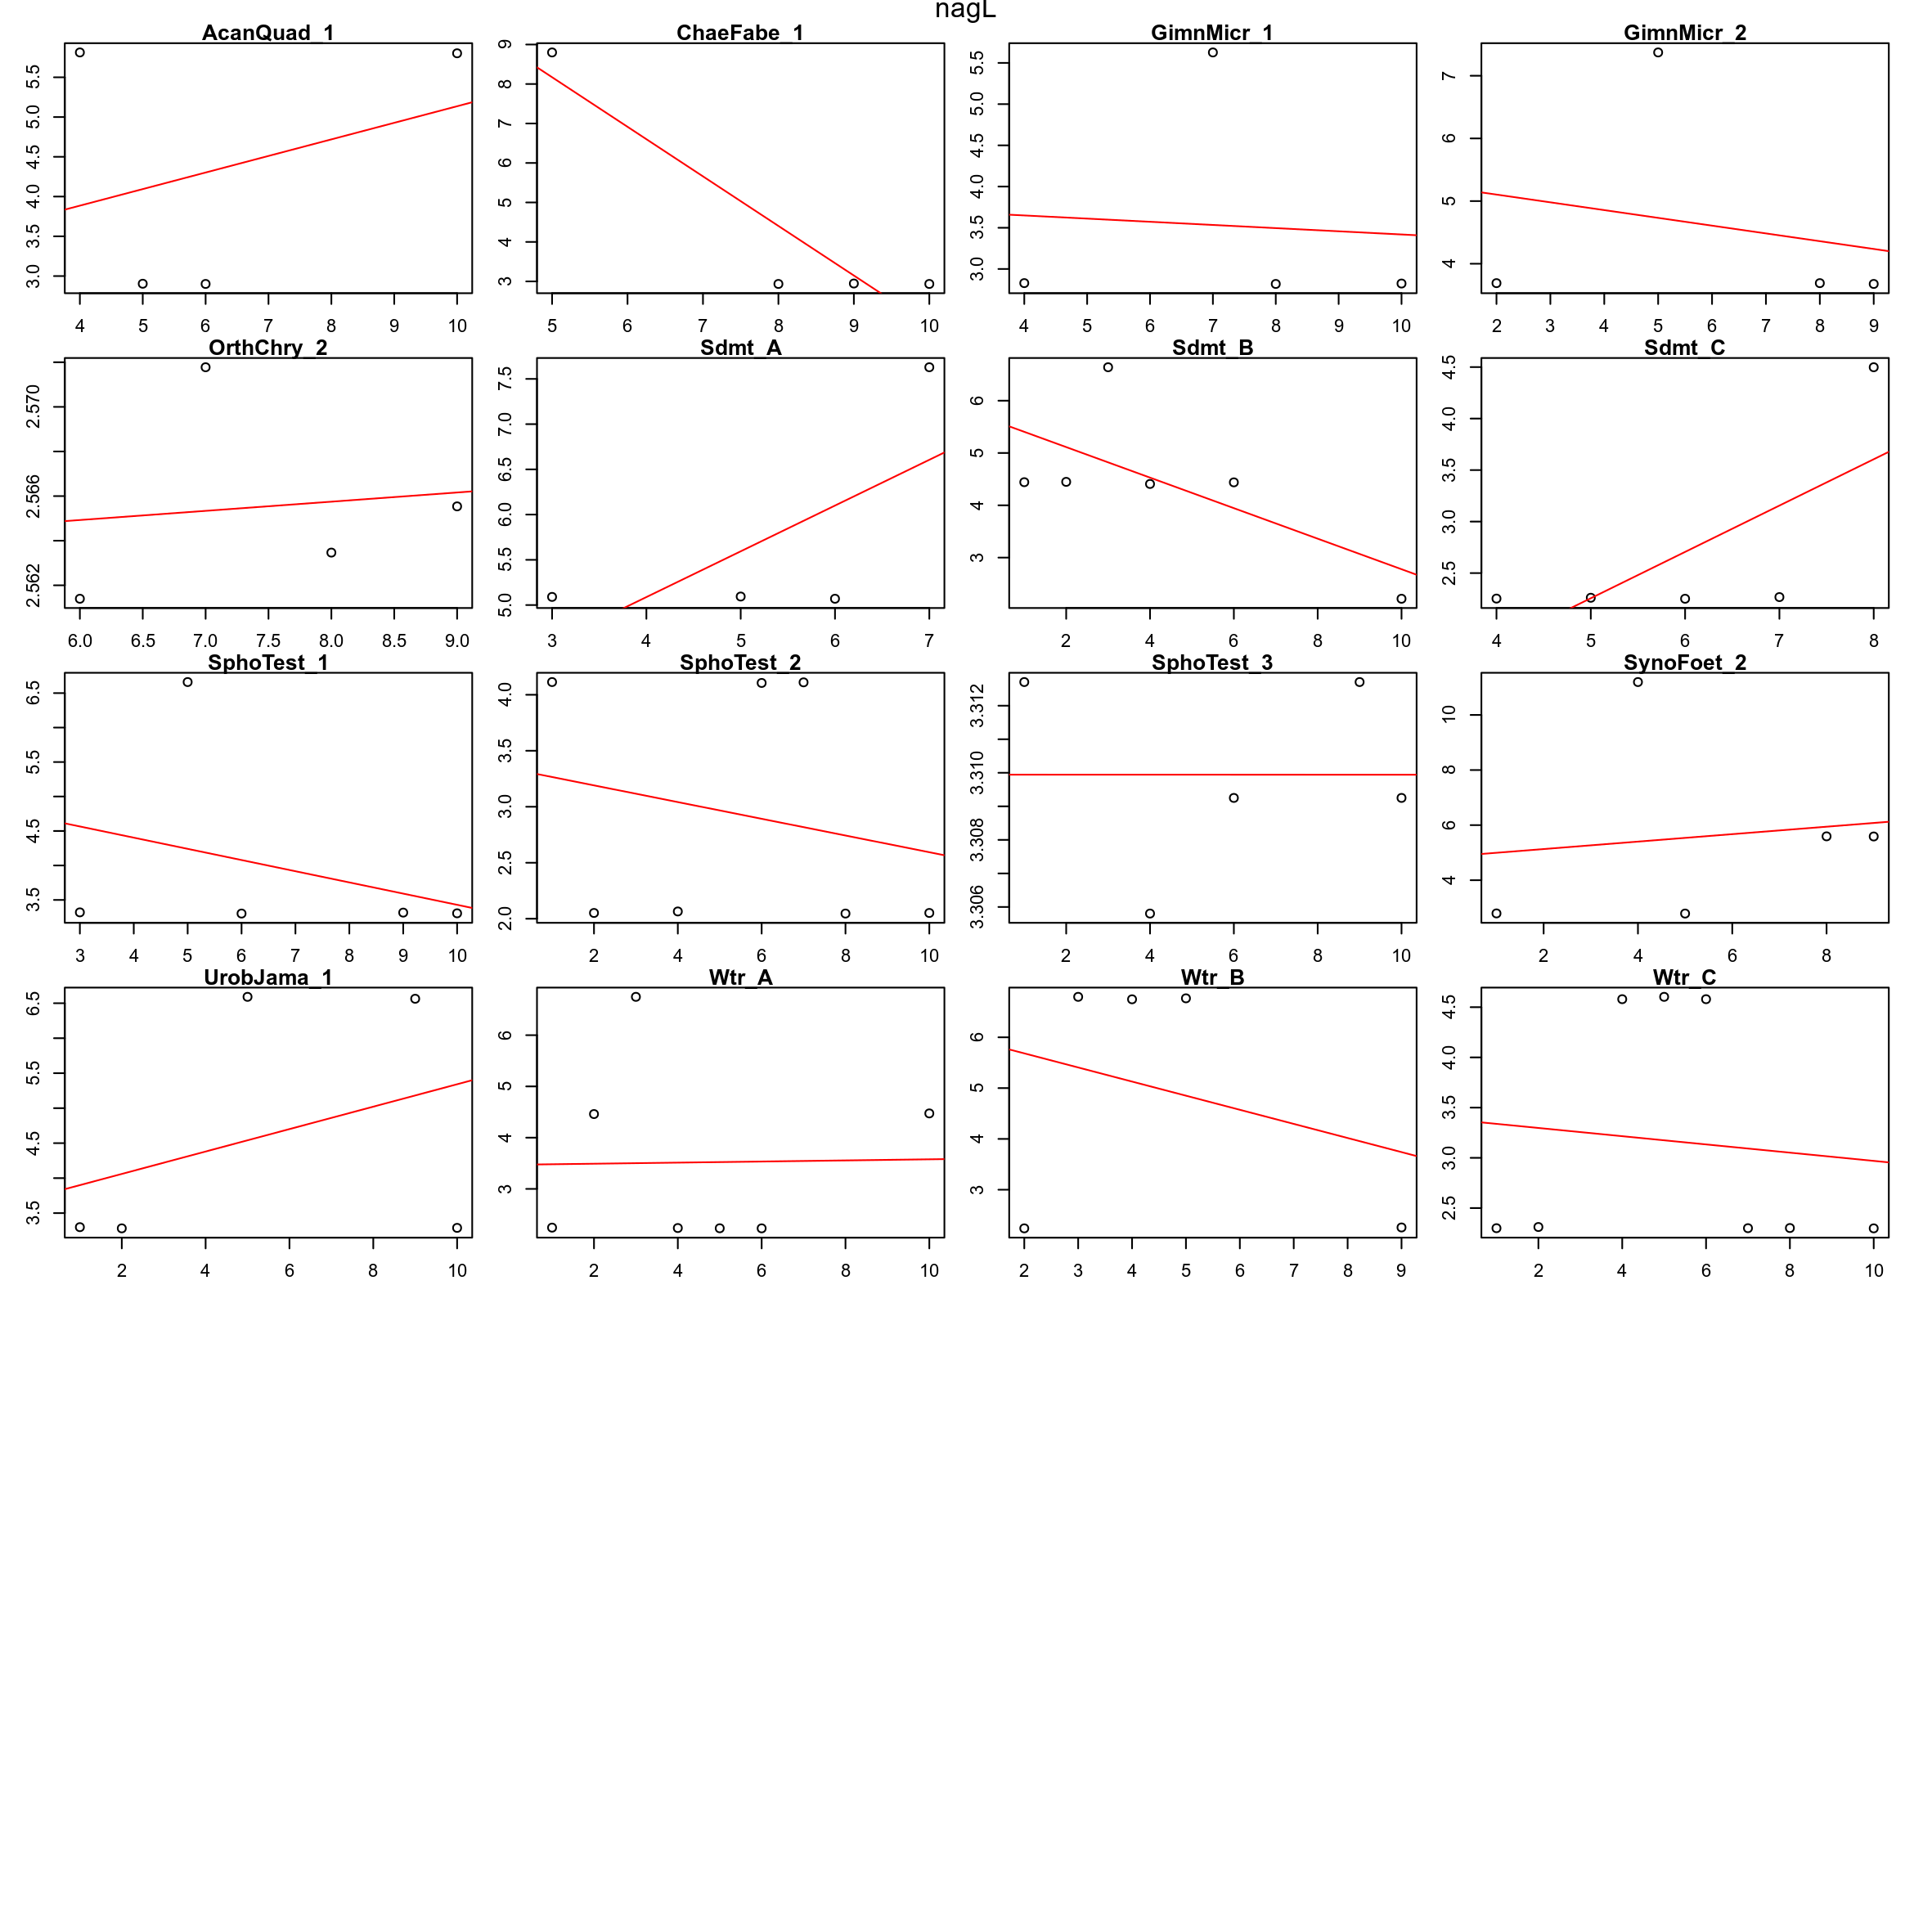 nagL
AcanQuad_1 ChaeFabe_1 GimnMicr_1 GimnMicr_2
3.0 3.5 4.0 4.5 5.0 5.5
3 4 5 6 7 8 9
3.0 3.5 4.0 4.5 5.0 5.5
4 5 6 7
4 5 6 7 8 9 10
5 6 7 8 9 10
4 5 6 7 8 9 10
2 3 4 5 6 7 8 9
OrthChry_2 Sdmt_A Sdmt_B Sdmt_C
2.562 2.566 2.570
5.0 5.5 6.0 6.5 7.0 7.5
3 4 5 6
2.5 3.0 3.5 4.0 4.5
6.0 6.5 7.0 7.5 8.0 8.5 9.0
3 4 5 6 7
2 4 6 8 10
4 5 6 7 8
SphoTest_1 SphoTest_2 SphoTest_3 SynoFoet_2
3.5 4.5 5.5 6.5
2.0 2.5 3.0 3.5 4.0
3.306 3.308 3.310 3.312
4 6 8 10
3 4 5 6 7 8 9 10
2 4 6 8 10
2 4 6 8 10
2 4 6 8
UrobJama_1 Wtr_A Wtr_B Wtr_C
3.5 4.5 5.5 6.5
3 4 5 6
3 4 5 6
2.5 3.0 3.5 4.0 4.5
2 4 6 8 10
2 4 6 8 10
2 3 4 5 6 7 8 9
2 4 6 8 10